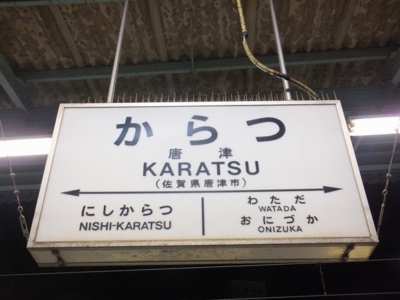 からつ
唐津
KARATSU
(佐賀県唐津市)
にしからつ
NISHI-KARATSU
わただ
WATADA
おにづか
ONIZUKA